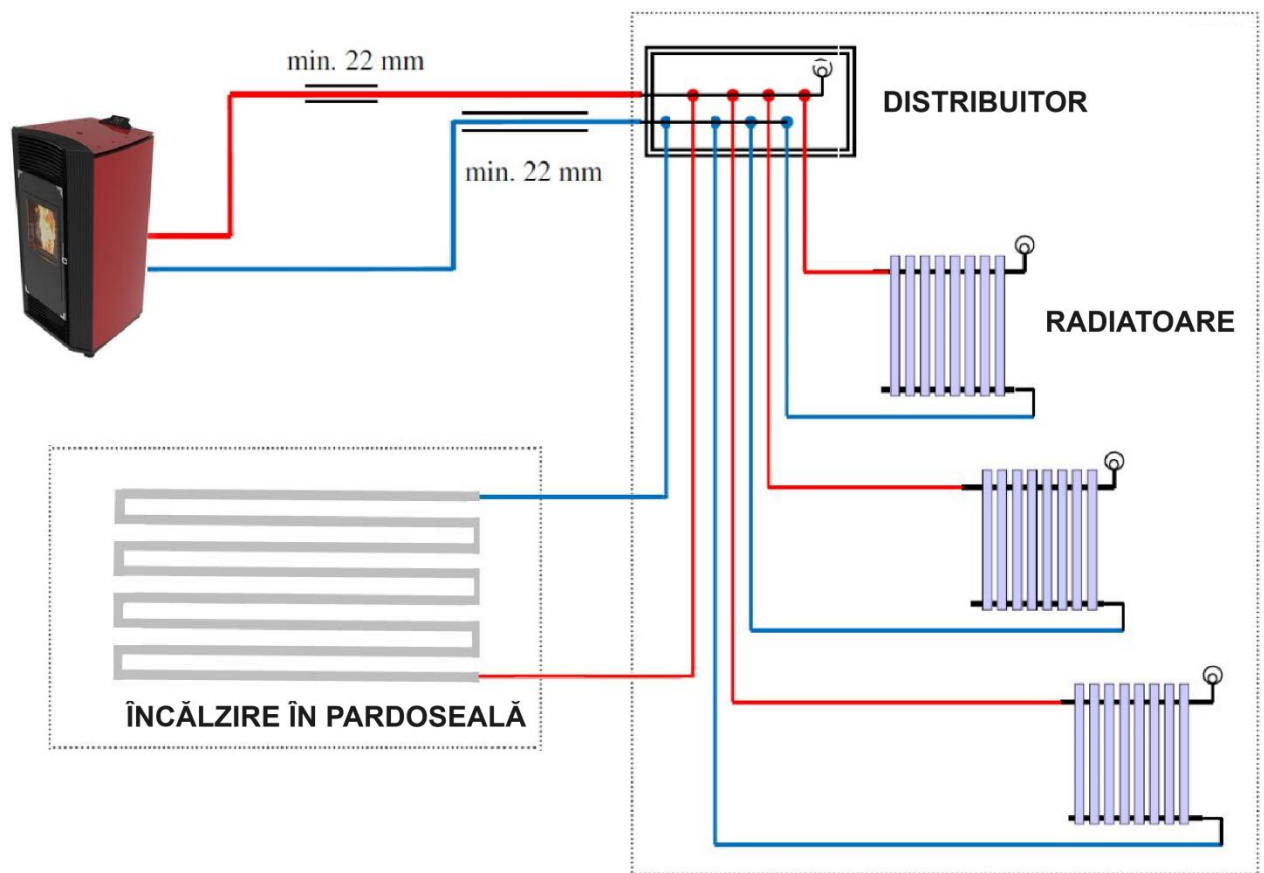 min. 22 mm
DISTRIBUITOR
min. 22 mm
RADIATOARE
ÎNCĂLZIRE ÎN PARDOSEALĂ